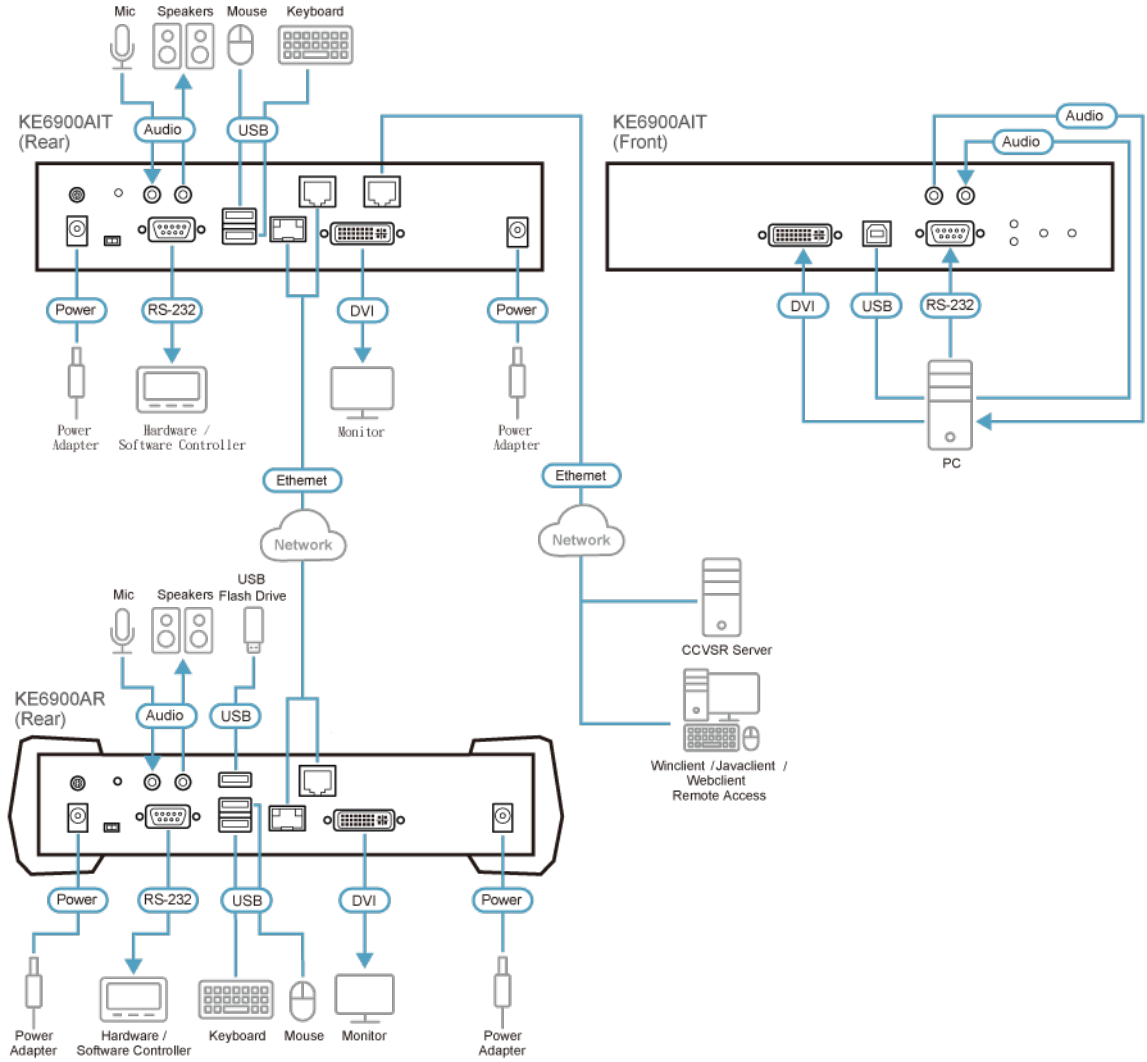 Mic
Speakers
Mouse
Keyboard
KE6900AIT
(Rear)
Audio
USB
Power
RS-232
DVI
Power
Power
Adapter
Hardware /
Software Controller
Monitor
Power
Adapter
KE6900AIT
(Front)
Audio
Audio
DVI
USB
RS-232
PC
Ethernet
Network
Ethernet
Network
CCVSR Server
Winclient /Javaclient /
Webclient
Remote Access
Mic
Speakers
USB
Flash Drive
KE6900AR
(Rear)
Audio
USB
Power
RS-232
USB
DVI
Power
Power
Adapter
Hardware /
Software Controller
Keyboard
Mouse
Monitor
Power
Adapter